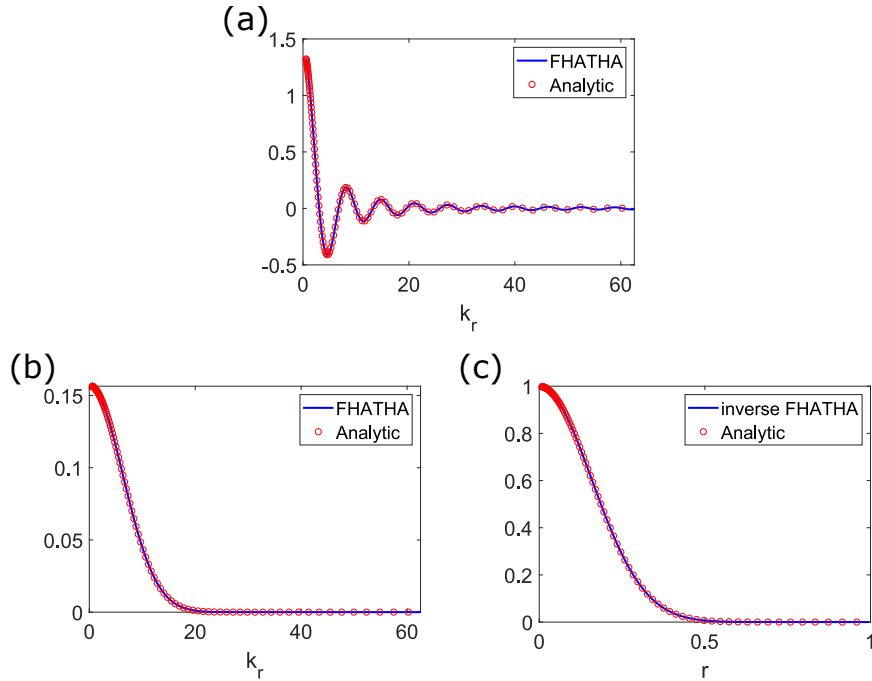 (a)
1.5
1
0.5
0
-0.5
FHATHA
Analytic
0 20 40 60
k_r
(b)
0.15
0.1
0.05
0
FHATHA
Analytic
0 20 40 60
k_r
(c)
1
0.8
0.6
0.4
0.2
0
inverse FHATHA
Analytic
0 0.5 1
r